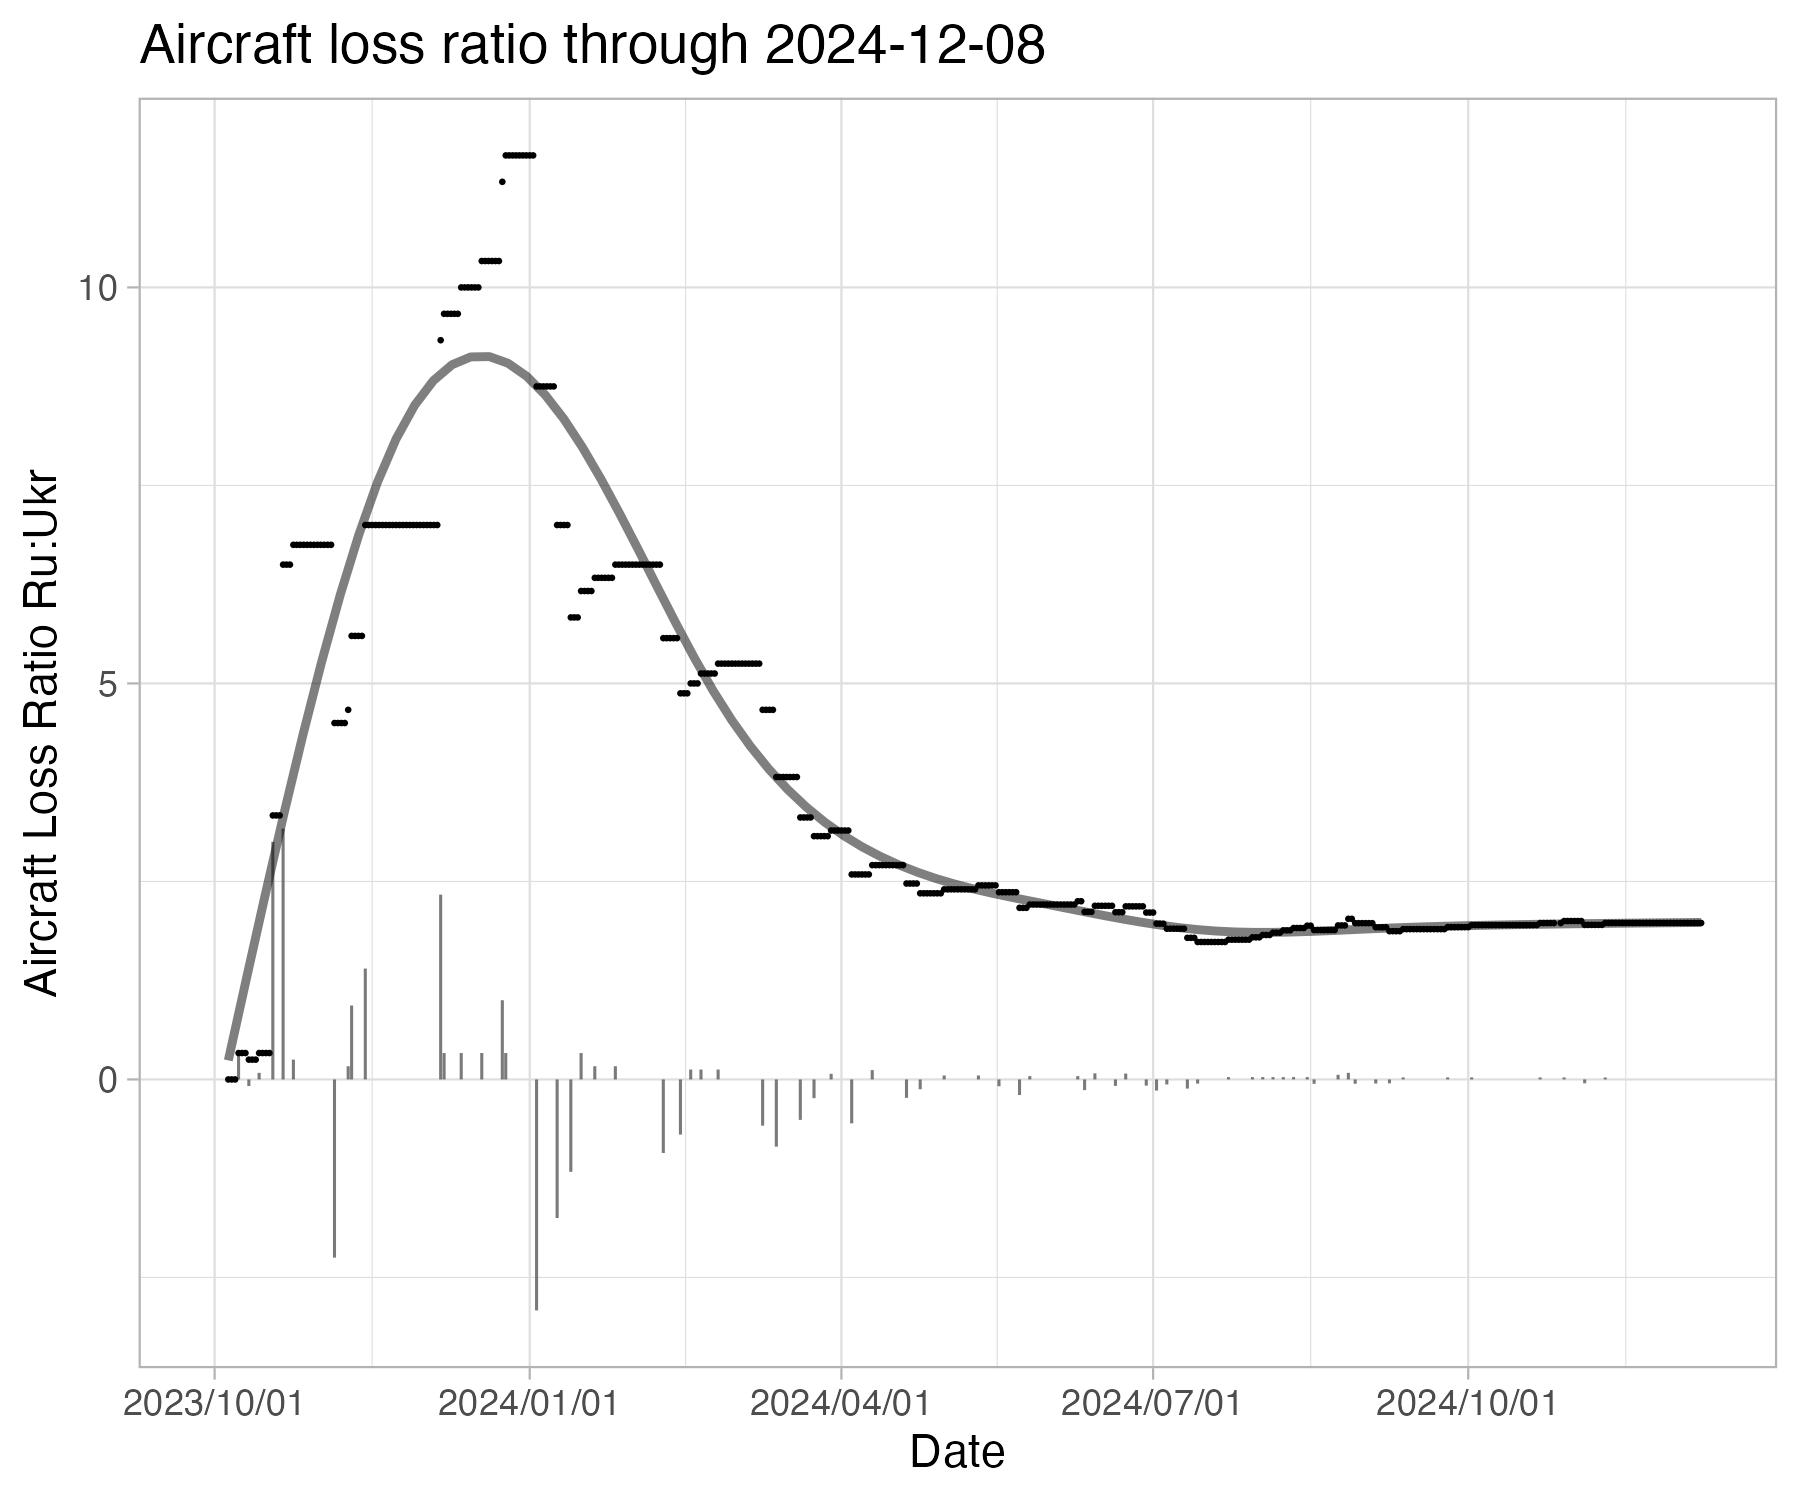 Aircraft loss ratio through 2024-12-08
Aircraft Loss Ratio Ru:Ukr
10
5
0
2023/10/01
2024/01/01
2024/04/01
2024/07/01
2024/10/01
Date